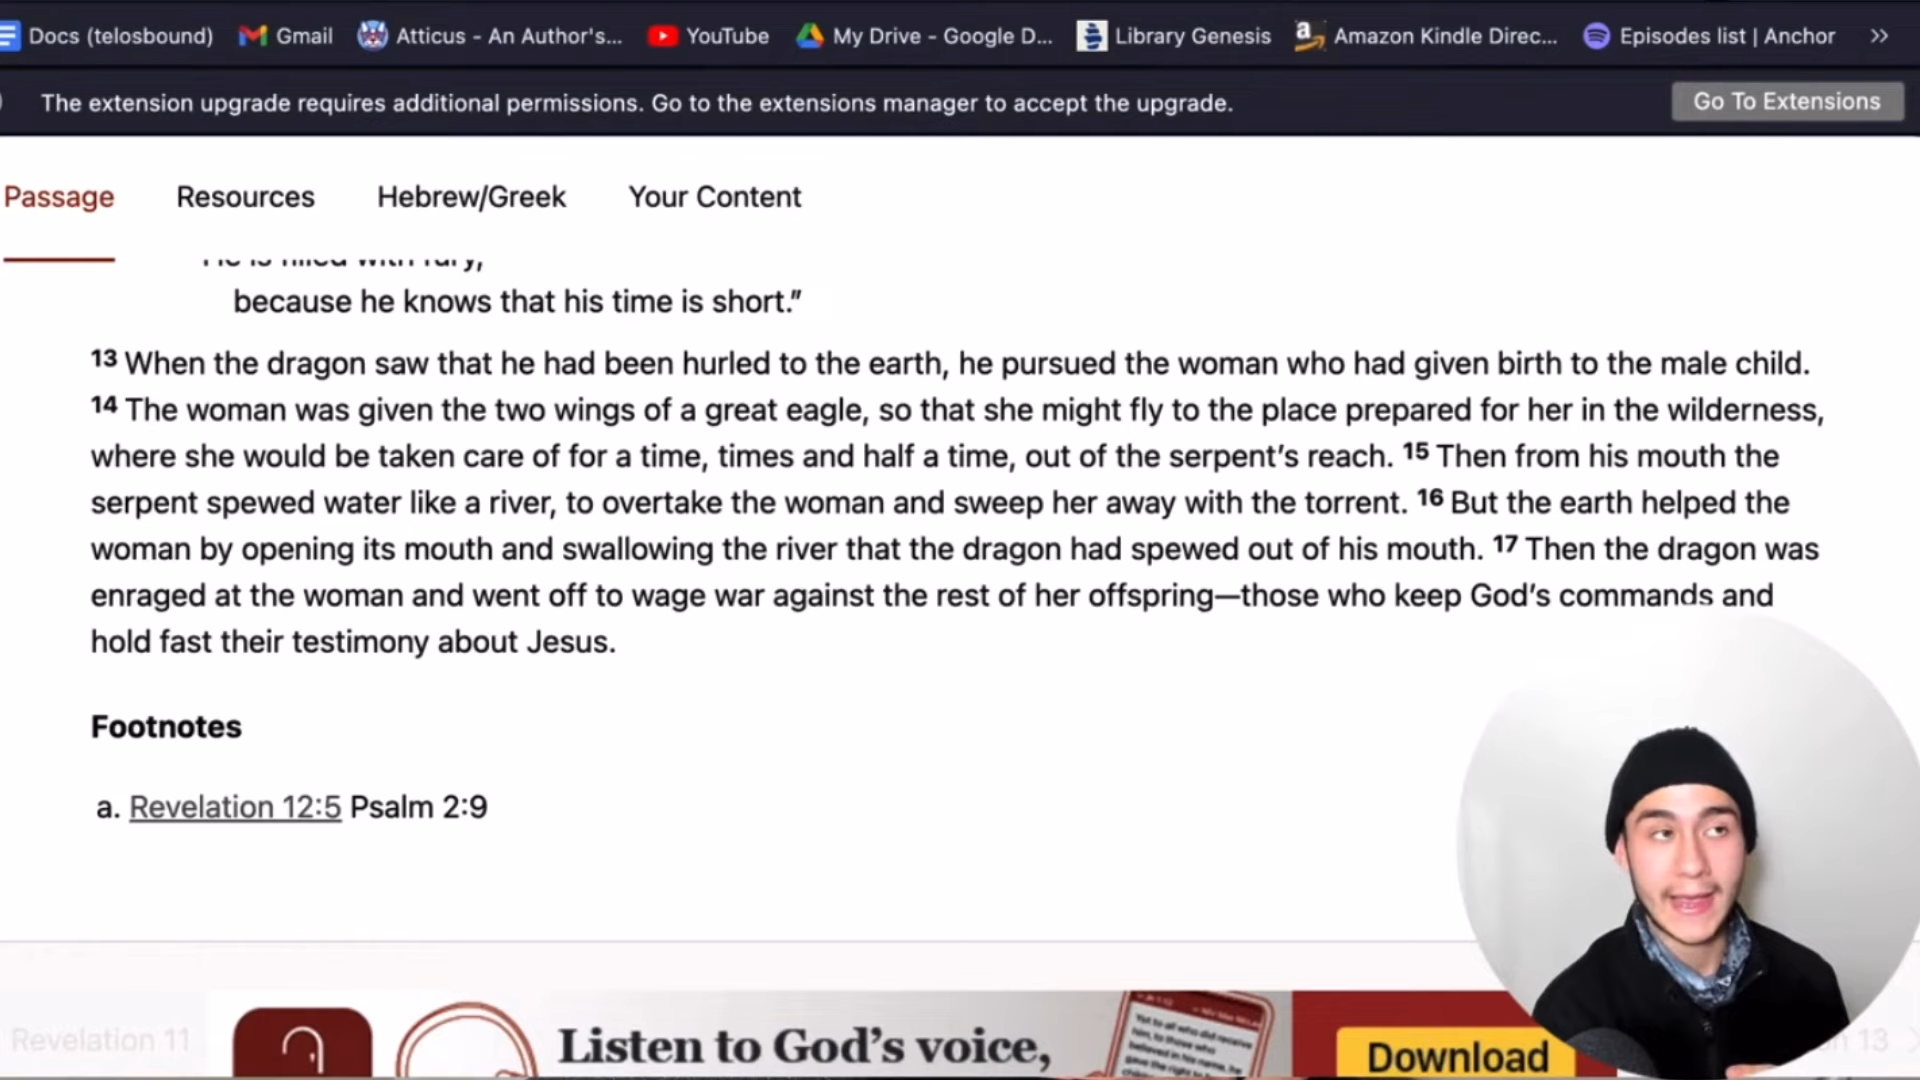 Docs (telosbound) Gmail Atticus - An Author's... YouTube My Drive - Google D... Library Genesis Amazon Kindle Direc... Episodes list | Anchor >>
The extension upgrade requires additional permissions. Go to the extensions manager to accept the upgrade. Go To Extensions
Passage Resources Hebrew/Greek Your Content
He is filled with fury,
because he knows that his time is short.”
13 When the dragon saw that he had been hurled to the earth, he pursued the woman who had given birth to the male child.
14 The woman was given the two wings of a great eagle, so that she might fly to the place prepared for her in the wilderness,
where she would be taken care of for a time, times and half a time, out of the serpent’s reach. 15 Then from his mouth the
serpent spewed water like a river, to overtake the woman and sweep her away with the torrent. 16 But the earth helped the
woman by opening its mouth and swallowing the river that the dragon had spewed out of his mouth. 17 Then the dragon was
enraged at the woman and went off to wage war against the rest of her offspring—those who keep God’s commands and
hold fast their testimony about Jesus.
Footnotes
a. Revelation 12:5 Psalm 2:9
Revelation 11
Listen to God’s voice,
Download
13